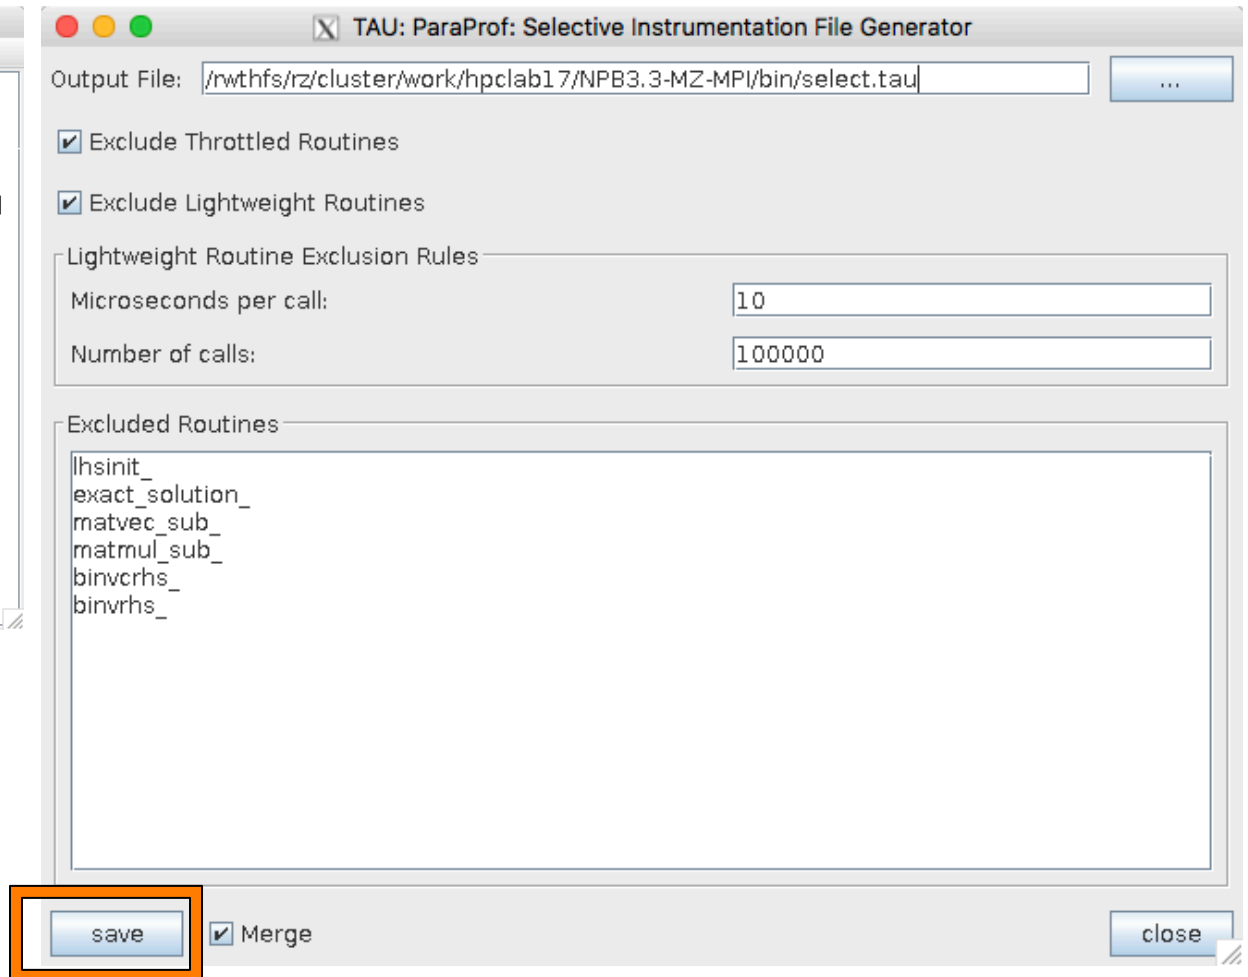 TAU: ParaProf: Selective Instrumentation File Generator
Output File: /rwthfs/rz/cluster/work/hpclab17/NPB3.3-MZ-MPI/bin/select.tau ...
Exclude Throttled Routines
Exclude Lightweight Routines
Lightweight Routine Exclusion Rules
Microseconds per call: 10
Number of calls: 100000
Excluded Routines
lhsinit_
exact_solution_
matvec_sub_
matmul_sub_
binvcrhs_
binvrhs_
save Merge close